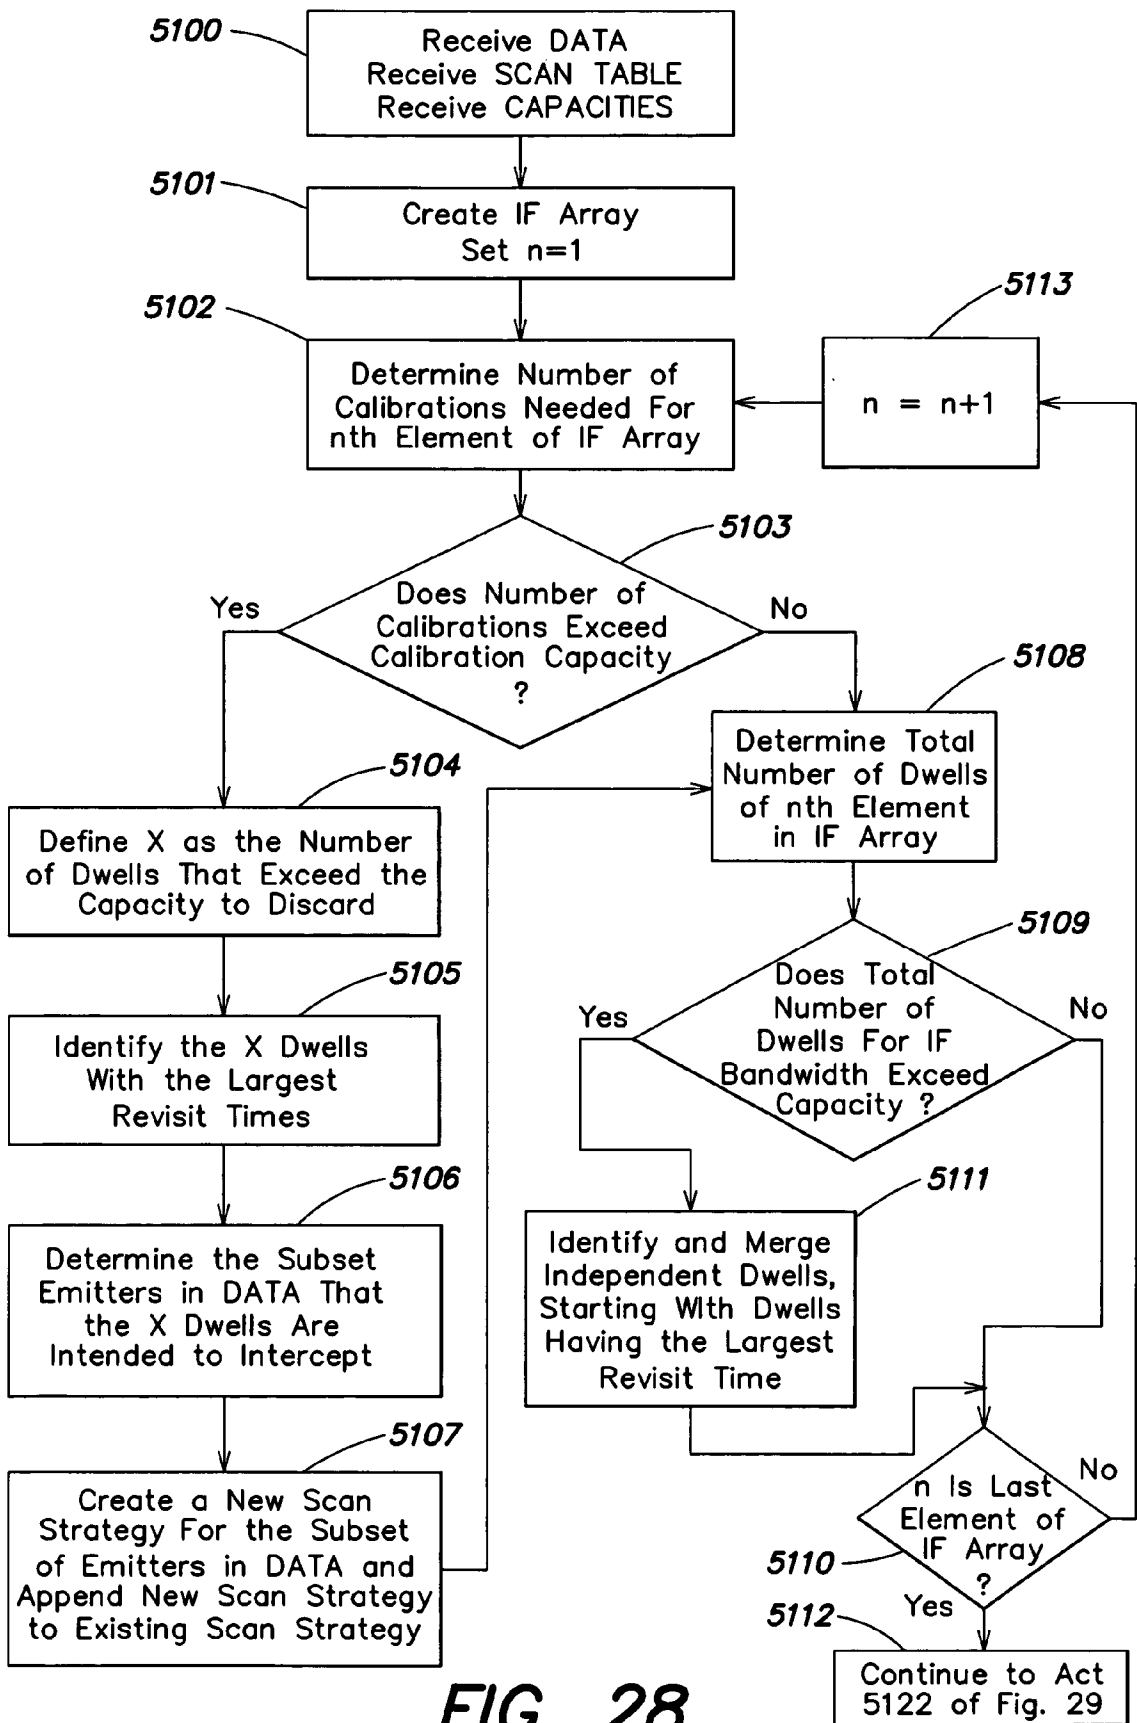 5100
Receive DATA
Receive SCAN TABLE
Receive CAPACITIES
5101
Create IF Array
Set n=1
5102
Determine Number of
Calibrations Needed For
nth Element of IF Array
5113
n = n+1
5103
Does Number of
Calibrations Exceed
Calibration Capacity
?
Yes
No
5104
Define X as the Number
of Dwells That Exceed the
Capacity to Discard
5105
Identify the X Dwells
With the Largest
Revisit Times
5106
Determine the Subset
Emitters in DATA That
the X Dwells Are
Intended to Intercept
5107
Create a New Scan
Strategy For the Subset
of Emitters in DATA and
Append New Scan Strategy
to Existing Scan Strategy
5108
Determine Total
Number of Dwells
of nth Element
in IF Array
5109
Does Total
Number of
Dwells For IF
Bandwidth Exceed
Capacity ?
Yes
No
5111
Identify and Merge
Independent Dwells,
Starting With Dwells
Having the Largest
Revisit Time
5110
n Is Last
Element of
IF Array
?
No
Yes
5112
Continue to Act
5122 of Fig. 29
FIG. 28